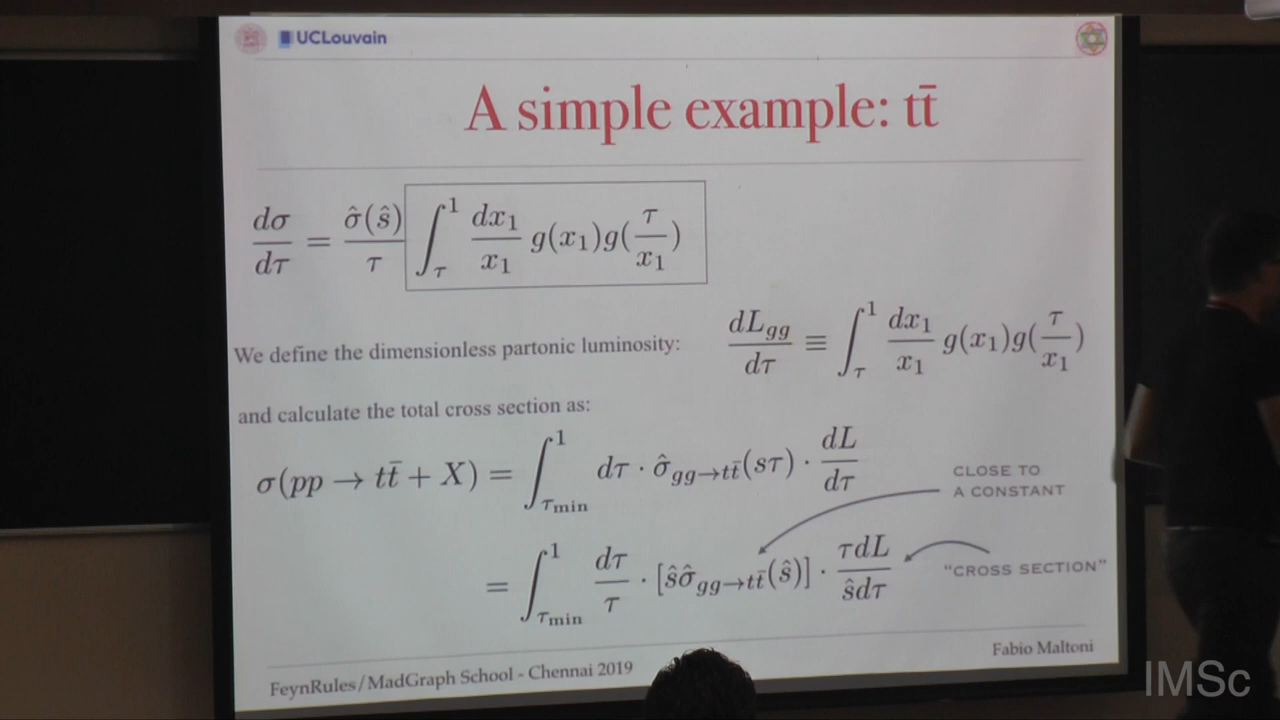 UCLouvain
A simple example: tt̄
dσ/dτ = σ̂(ŝ)/τ ∫_τ^1 dx₁/x₁ g(x₁)g(τ/x₁)
We define the dimensionless partonic luminosity: dL_gg/dτ ≡ ∫_τ^1 dx₁/x₁ g(x₁)g(τ/x₁)
and calculate the total cross section as:
σ(pp → tt̄ + X) = ∫_τmin^1 dτ · σ̂_gg→tt̄(sτ) · dL/dτ
CLOSE TO
A CONSTANT
= ∫_τmin^1 dτ/τ · [ŝσ̂_gg→tt̄(ŝ)] · τdL/ŝdτ
"CROSS SECTION"
FeynRules/MadGraph School - Chennai 2019
Fabio Maltoni
IMSc